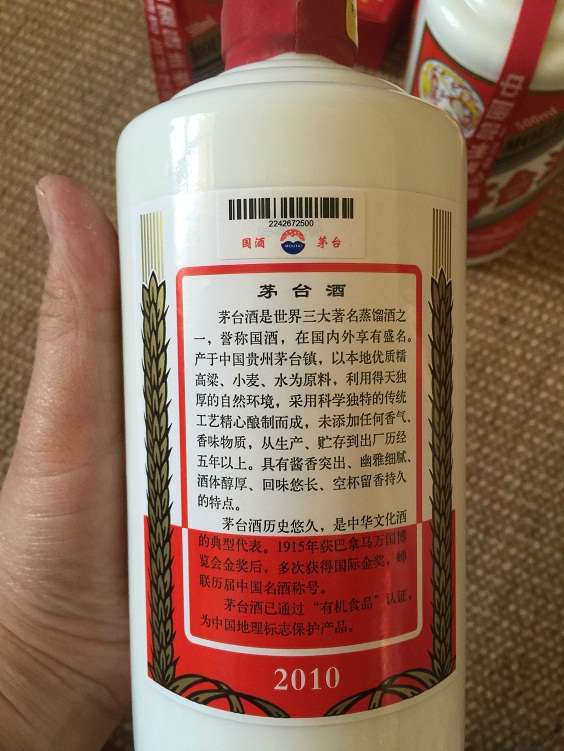 2242672500
国酒 MOUTAI 茅台
茅台酒
茅台酒是世界三大著名蒸馏酒之
一，誉称国酒，在国内外享有盛名。
产于中国贵州茅台镇，以本地优质糯
高粱、小麦、水为原料，利用得天独
厚的自然环境，采用科学独特的传统
工艺精心酿制而成，未添加任何香气、
香味物质，从生产、贮存到出厂历经
五年以上。具有酱香突出、幽雅细腻、
酒体醇厚、回味悠长、空杯留香持久
的特点。
茅台酒历史悠久，是中华文化酒
的典型代表。1915年获巴拿马万国博
览会金奖后，多次获得国际金奖，蝉
联历届中国名酒称号。
茅台酒已通过“有机食品”认证，
为中国地理标志保护产品。
2010
中国
500ml